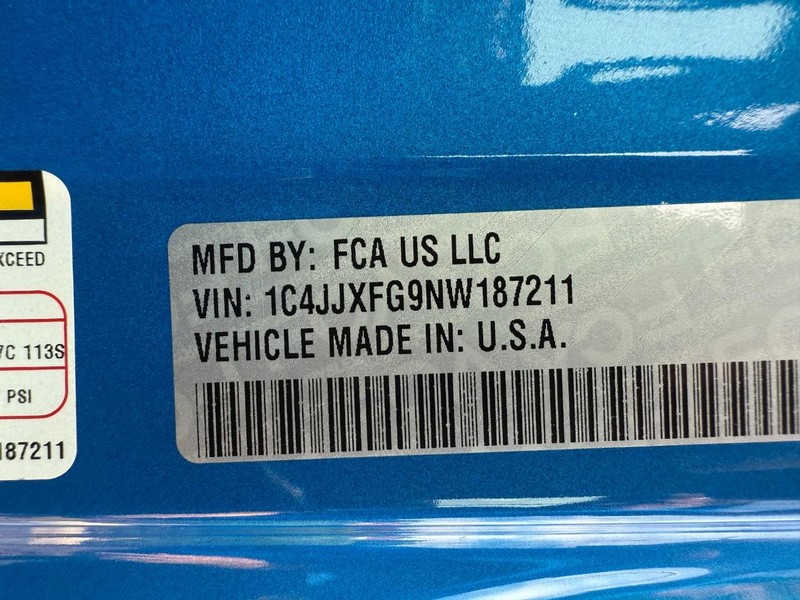 XCEED
7C 113S
PSI
187211
MFD BY: FCA US LLC
VIN: 1C4JJXFG9NW187211
VEHICLE MADE IN: U.S.A.